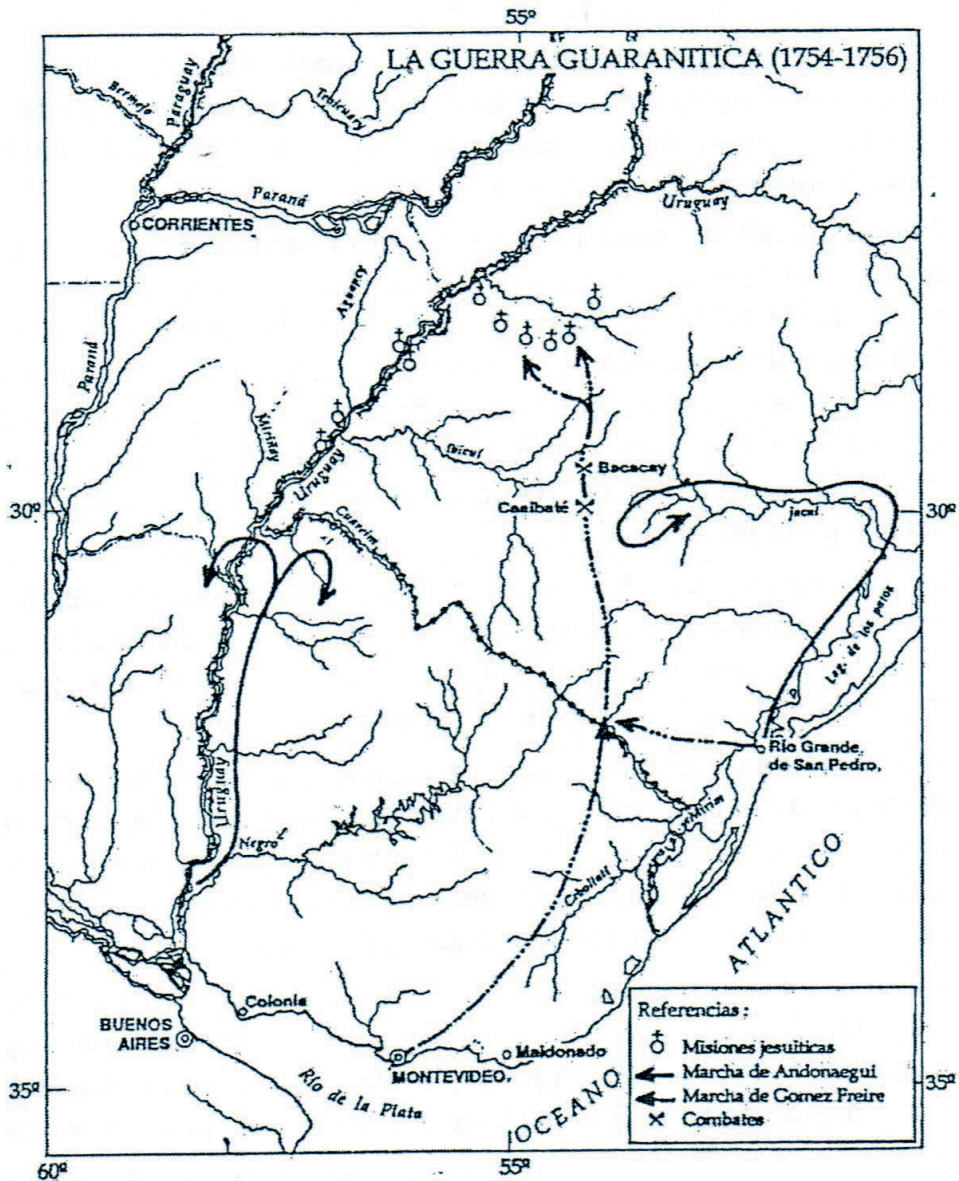 55º
LA GUERRA GUARANITICA (1754-1756)
Bermejo
Paraguay
Tebicuary
Paraná
Uruguay
CORRIENTES
Aguapey
Paraná
Miriñay
Uruguay
Ibicuí
Bacacay
Caaibaté
30º
30º
jacuí
Cuareim
Lag. de los patos
Río Grande
de San Pedro,
Uruguay
Negro
Cebollatí
ATLANTICO
Colonia
BUENOS
AIRES
Maldonado
MONTEVIDEO,
Río de la Plata
OCEANO
Referencias :
Misiones jesuíticas
Marcha de Andonaegui
Marcha de Gomez Freire
Combates
35º
35º
60º
55º